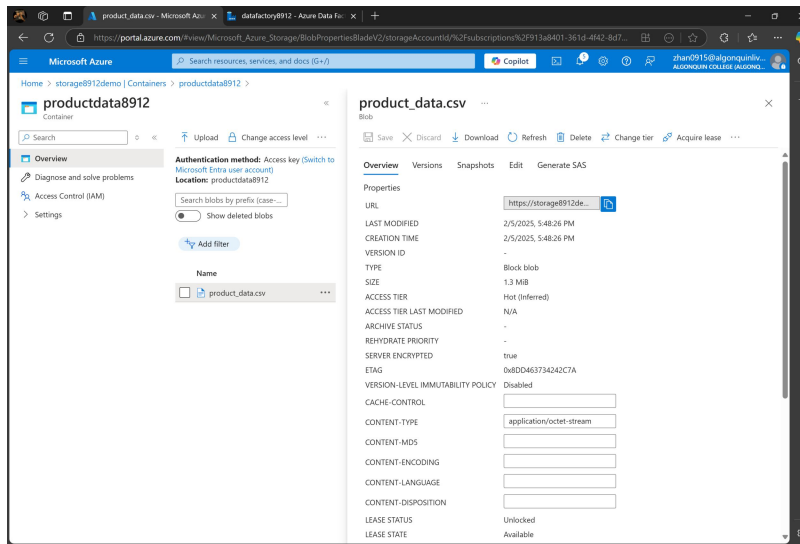 product_data.csv - Microsoft Azu
datafactory8912 - Azure Data Fac
https://portal.azure.com/#view/Microsoft_Azure_Storage/BlobPropertiesBladeV2/storageAccountId/%2Fsubscriptions%2F913a8401-361d-4f42-8d7...
Microsoft Azure
Search resources, services, and docs (G+/)
Copilot
5
zhan0915@algonquinliv...
ALGONQUIN COLLEGE (ALGONQ...
Home > storage8912demo | Containers > productdata8912 >
productdata8912
Container
Search
Overview
Diagnose and solve problems
Access Control (IAM)
Settings
Upload Change access level ...
Authentication method: Access key (Switch to
Microsoft Entra user account)
Location: productdata8912
Search blobs by prefix (case-...
Show deleted blobs
Add filter
Name
product_data.csv ...
product_data.csv ...
Blob
Save Discard Download Refresh Delete Change tier Acquire lease ...
Overview Versions Snapshots Edit Generate SAS
Properties
URL https://storage8912de...
LAST MODIFIED 2/5/2025, 5:48:26 PM
CREATION TIME 2/5/2025, 5:48:26 PM
VERSION ID -
TYPE Block blob
SIZE 1.3 MiB
ACCESS TIER Hot (Inferred)
ACCESS TIER LAST MODIFIED N/A
ARCHIVE STATUS -
REHYDRATE PRIORITY -
SERVER ENCRYPTED true
ETAG 0x8DD463734242C7A
VERSION-LEVEL IMMUTABILITY POLICY Disabled
CACHE-CONTROL
CONTENT-TYPE application/octet-stream
CONTENT-MD5
CONTENT-ENCODING
CONTENT-LANGUAGE
CONTENT-DISPOSITION
LEASE STATUS Unlocked
LEASE STATE Available